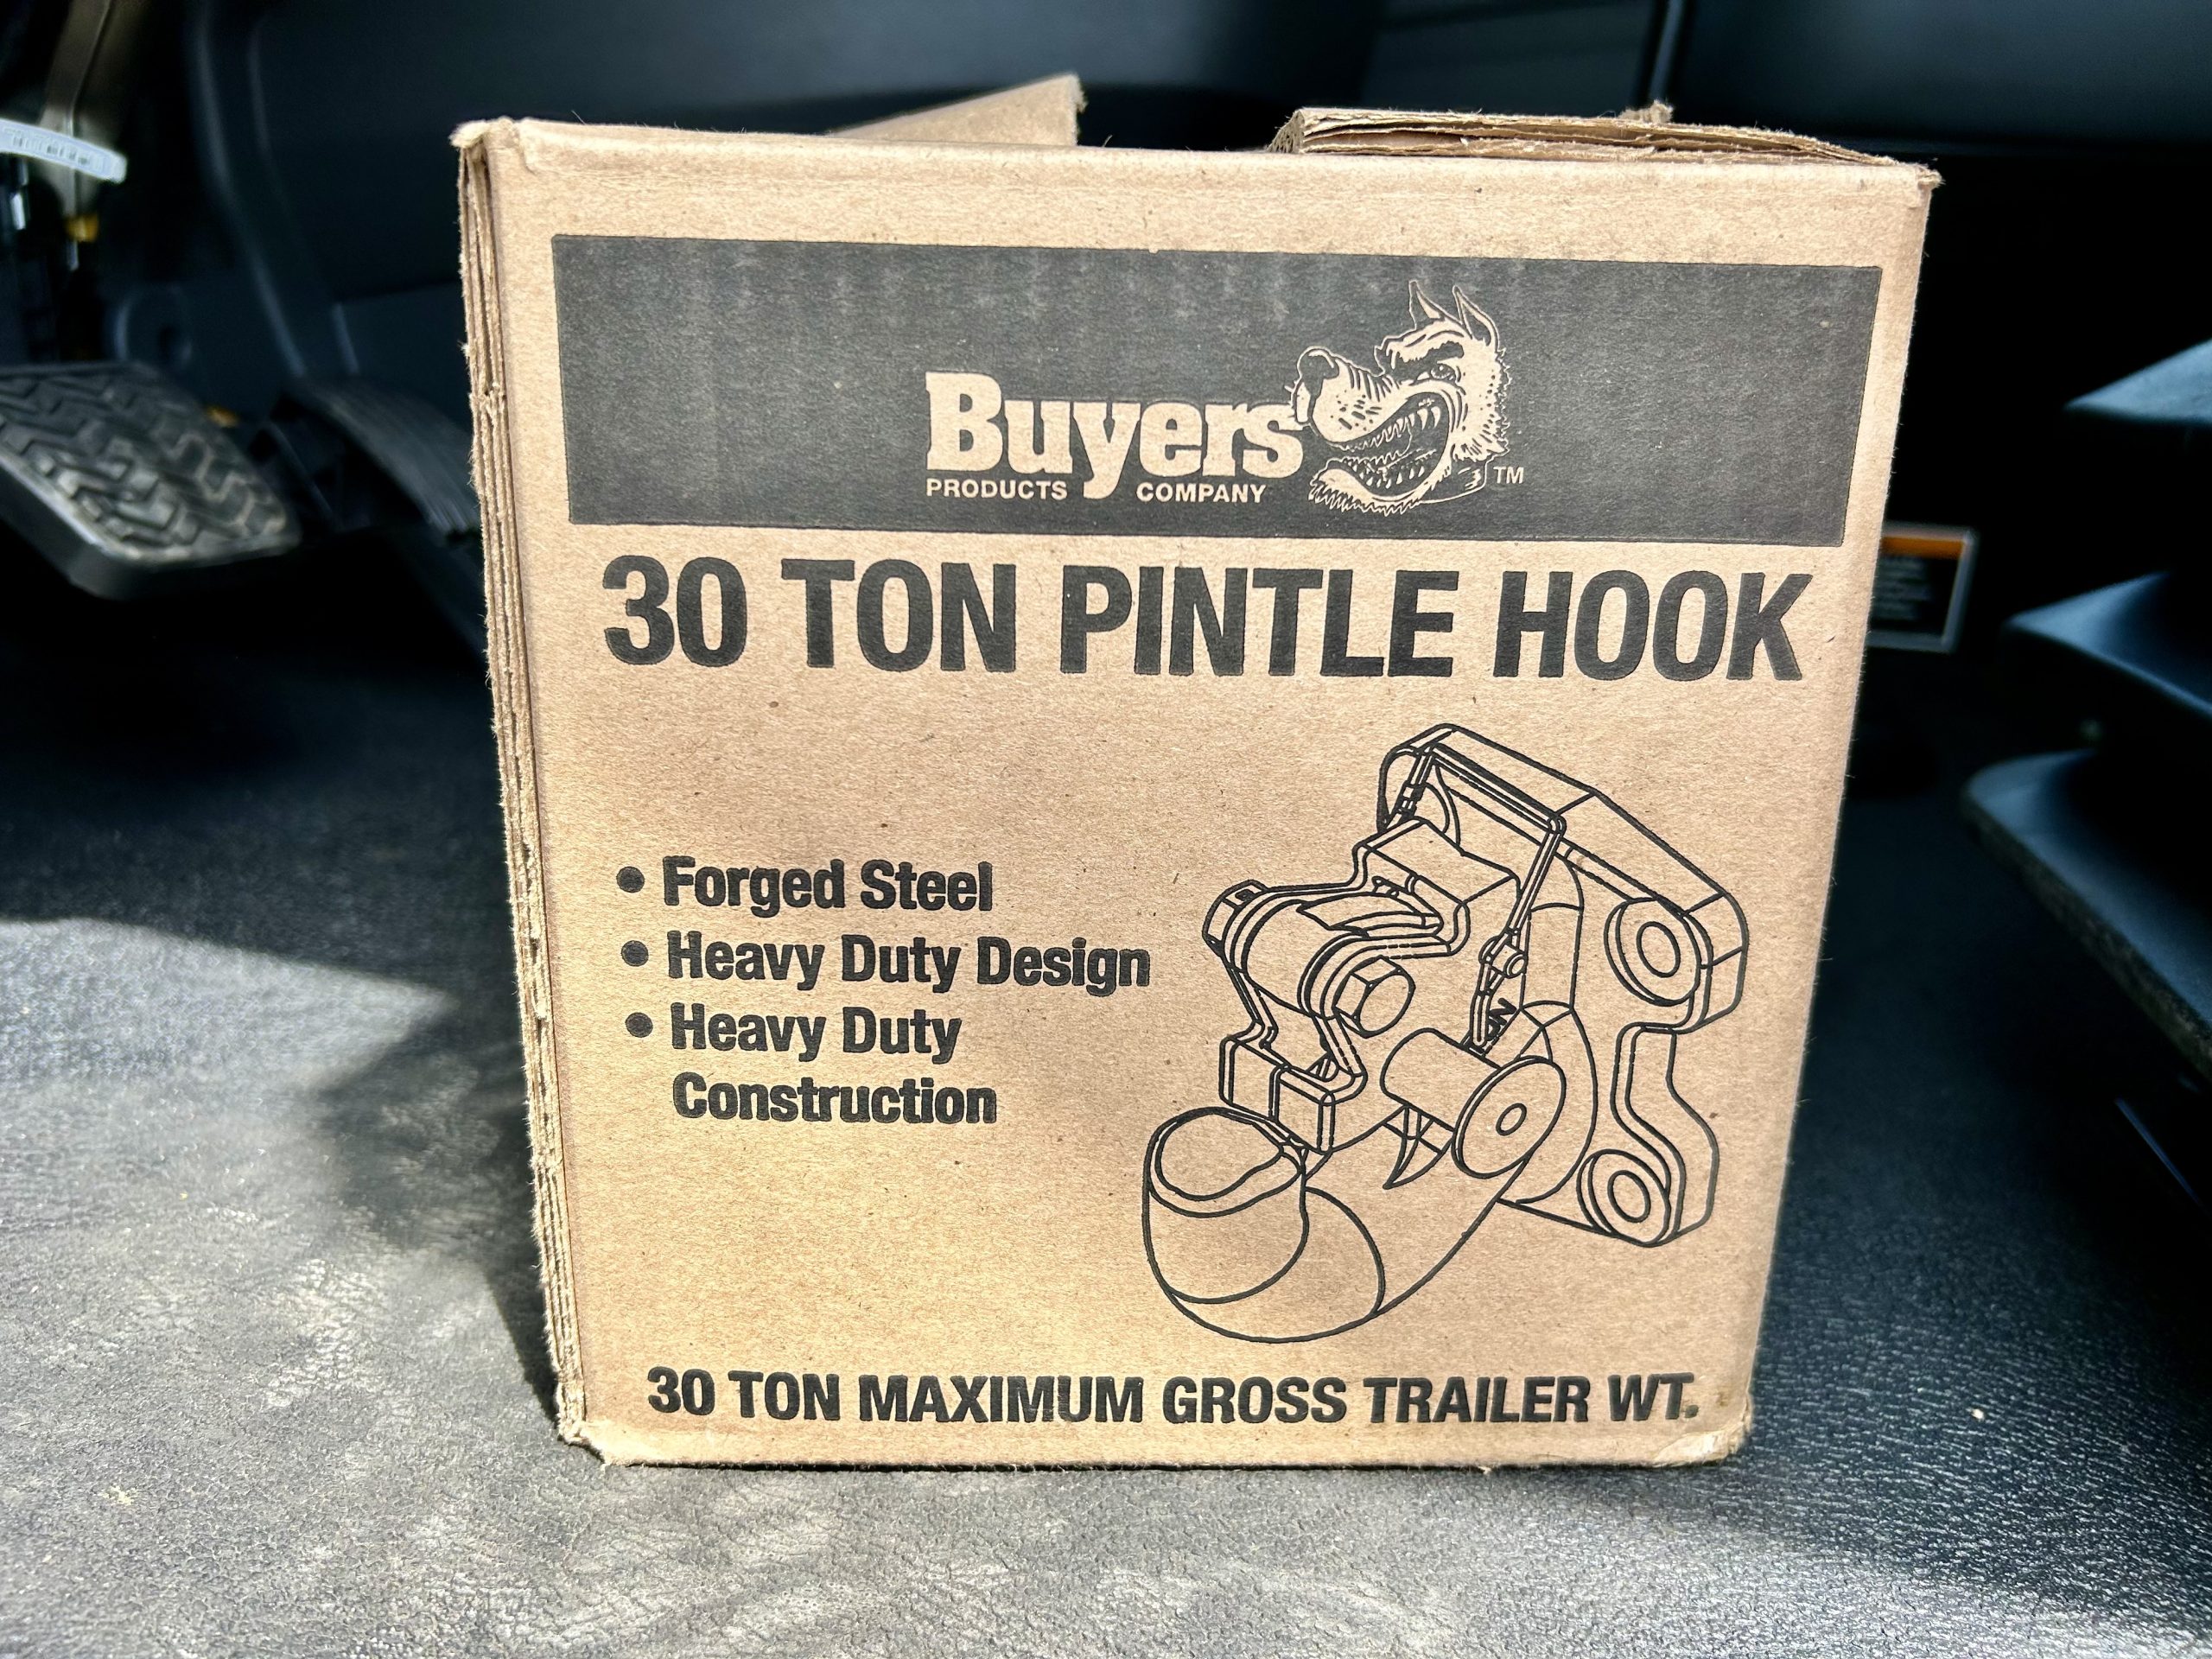 Buyers
PRODUCTS COMPANY
TM
30 TON PINTLE HOOK
• Forged Steel
• Heavy Duty Design
• Heavy Duty
Construction
30 TON MAXIMUM GROSS TRAILER WT.